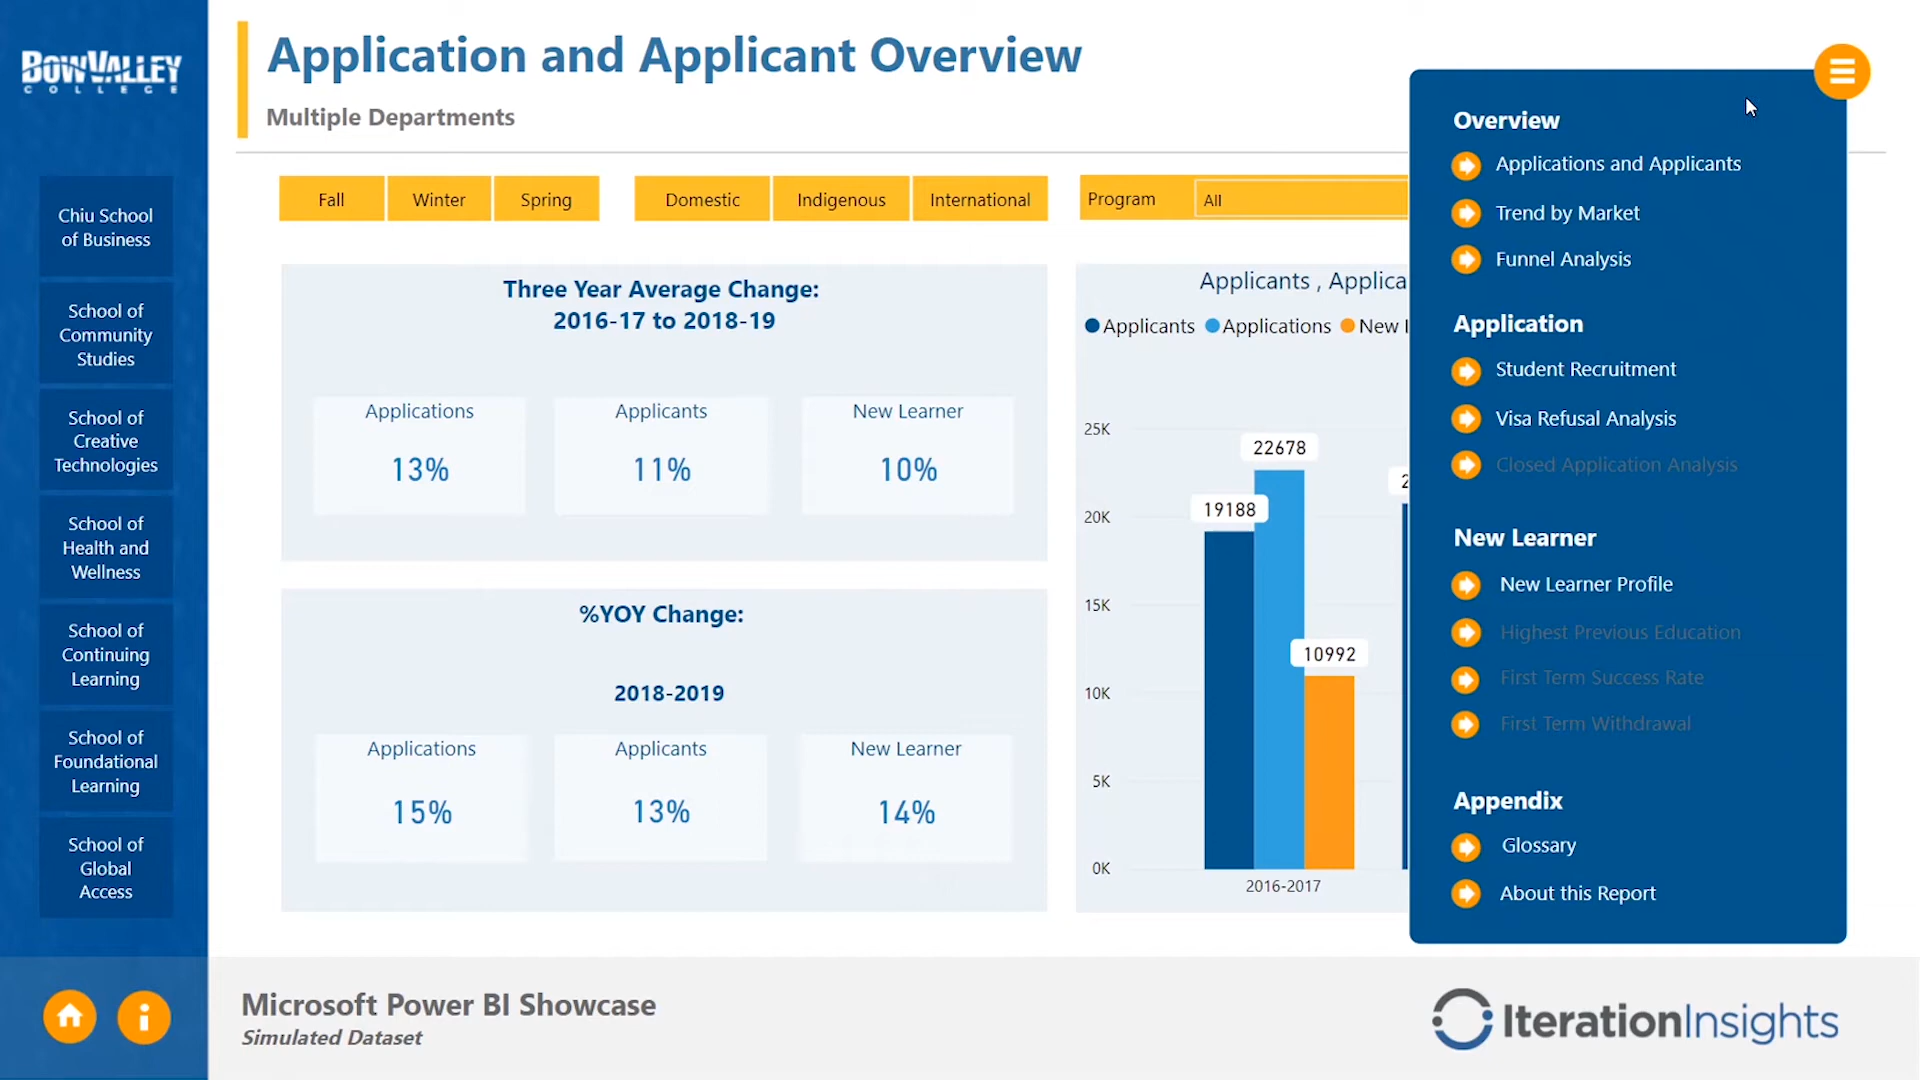 BOW VALLEY
COLLEGE
Application and Applicant Overview
Multiple Departments
Chiu School
of Business
School of
Community
Studies
School of
Creative
Technologies
School of
Health and
Wellness
School of
Continuing
Learning
School of
Foundational
Learning
School of
Global
Access
Fall
Winter
Spring
Domestic
Indigenous
International
Program
All
Three Year Average Change:
2016-17 to 2018-19
Applications
Applicants
New Learner
13%
11%
10%
%YOY Change:
2018-2019
Applications
Applicants
New Learner
15%
13%
14%
Applicants , Applica
Applicants
Applications
New
25K
20K
15K
10K
5K
0K
22678
19188
10992
2
2016-2017
Overview
Applications and Applicants
Trend by Market
Funnel Analysis
Application
Student Recruitment
Visa Refusal Analysis
Closed Application Analysis
New Learner
New Learner Profile
Highest Previous Education
First Term Success Rate
First Term Withdrawal
Appendix
Glossary
About this Report
Microsoft Power BI Showcase
Simulated Dataset
IterationInsights